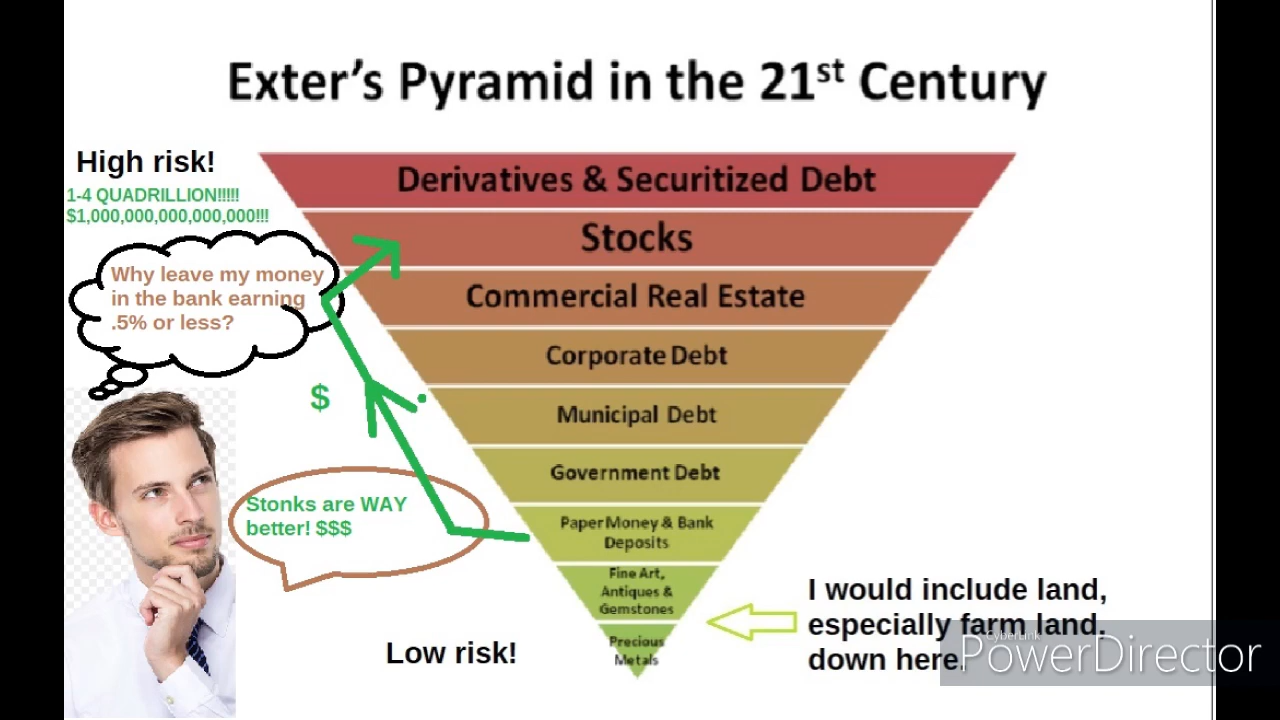 Exter's Pyramid in the 21st Century
High risk!
1-4 QUADRILLION!!!!!
$1,000,000,000,000,000!!!
Why leave my money
in the bank earning
.5% or less?
$
Stonks are WAY
better! $$$
Low risk!
Derivatives & Securitized Debt
Stocks
Commercial Real Estate
Corporate Debt
Municipal Debt
Government Debt
Paper Money & Bank
Deposits
Fine Art,
Antiques &
Gemstones
Precious
Metals
I would include land,
especially farm land,
down here.
CyberLink
PowerDirector